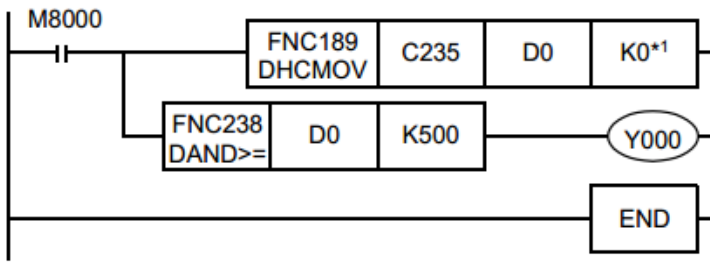 M8000
FNC189 DHCMOV C235 D0 K0*1
FNC238 DAND>= D0 K500 Y000
END